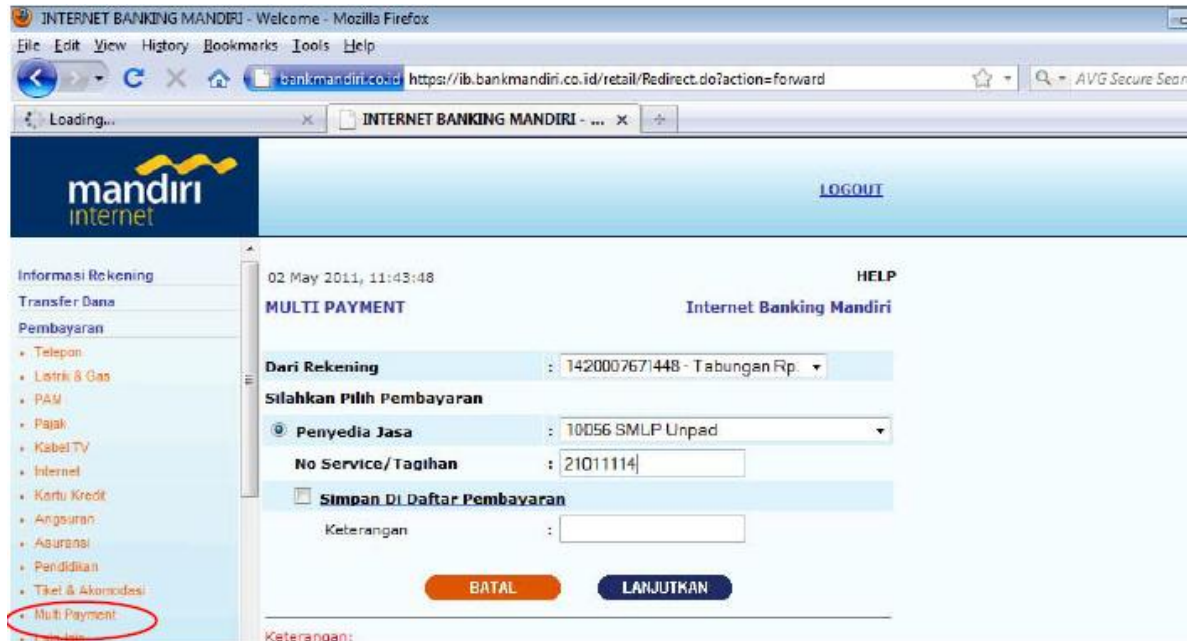 INTERNET BANKING MANDIRI - Welcome - Mozilla Firefox
File Edit View History Bookmarks Tools Help
bankmandiri.co.id https://ib.bankmandiri.co.id/retail/Redirect.do?action=forward AVG Secure Sear
Loading... INTERNET BANKING MANDIRI - ...
mandiri
internet
LOGOUT
Informasi Rekening
Transfer Dana
Pembayaran
Telepon
Listrik & Gas
PAM
Pajak
Kabel TV
Internet
Kartu Kredit
Angsuran
Asuransi
Pendidikan
Tiket & Akomodasi
Multi Payment
02 May 2011, 11:43:48 HELP
MULTI PAYMENT Internet Banking Mandiri
Dari Rekening : 1420007671448 - Tabungan Rp.
Silahkan Pilih Pembayaran
Penyedia Jasa : 10056 SMLP Unpad
No Service/Tagihan : 21011114
Simpan Di Daftar Pembayaran
Keterangan :
BATAL LANJUTKAN
Keterangan: